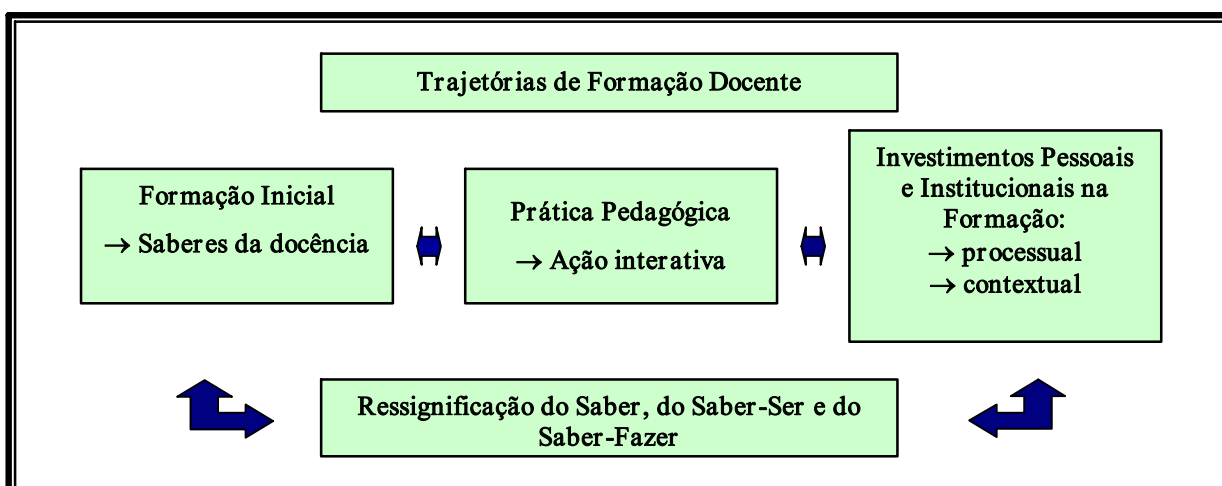 Trajetórias de Formação Docente
Formação Inicial
→ Saberes da docência
Prática Pedagógica
→ Ação interativa
Investimentos Pessoais
e Institucionais na
Formação:
→ processual
→ contextual
Ressignificação do Saber, do Saber-Ser e do
Saber-Fazer